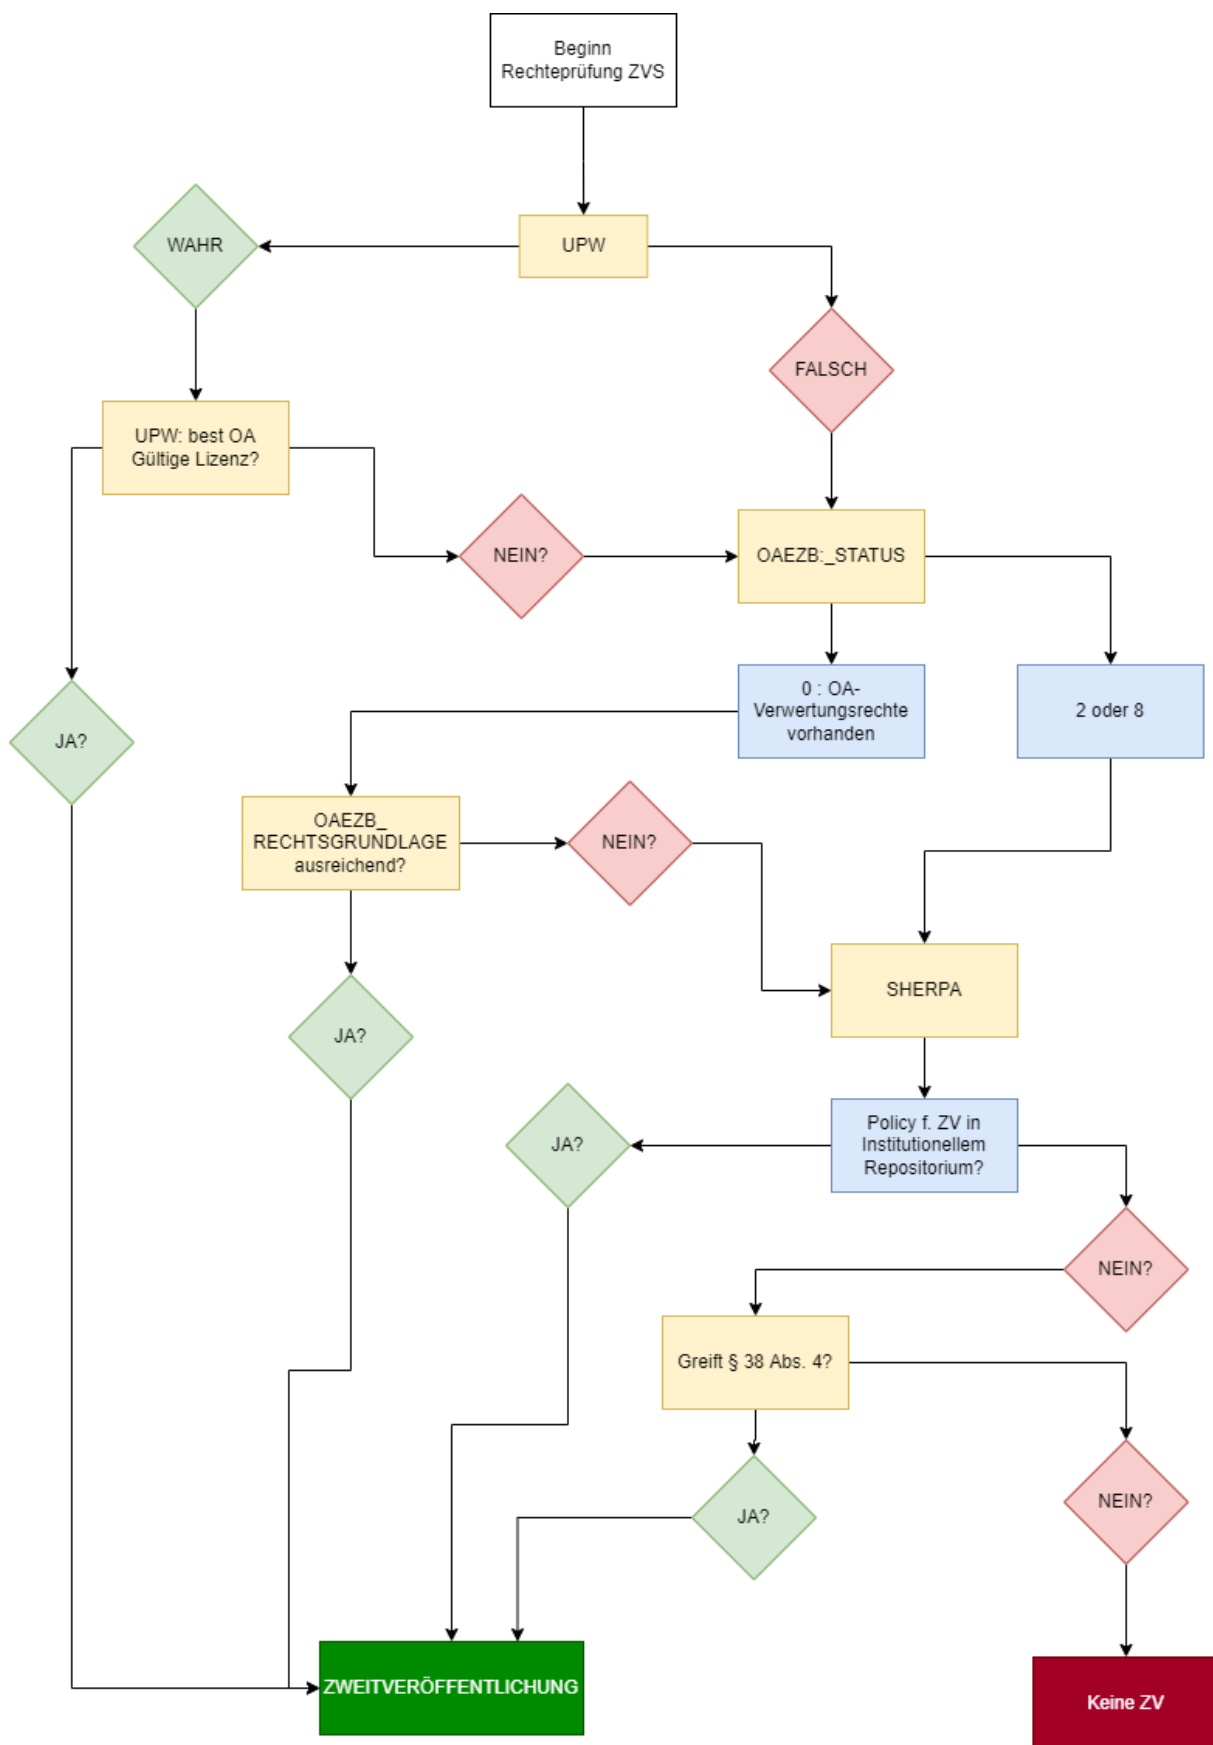 Beginn
Rechteprüfung ZVS
WAHR
UPW
FALSCH
UPW: best OA
Gültige Lizenz?
NEIN?
OAEZB:_STATUS
JA?
0 : OA-
Verwertungsrechte
vorhanden
2 oder 8
OAEZB_
RECHTSGRUNDLAGE
ausreichend?
NEIN?
SHERPA
JA?
JA?
Policy f. ZV in
Institutionellem
Repositorium?
NEIN?
Greift § 38 Abs. 4?
JA?
NEIN?
ZWEITVERÖFFENTLICHUNG
Keine ZV